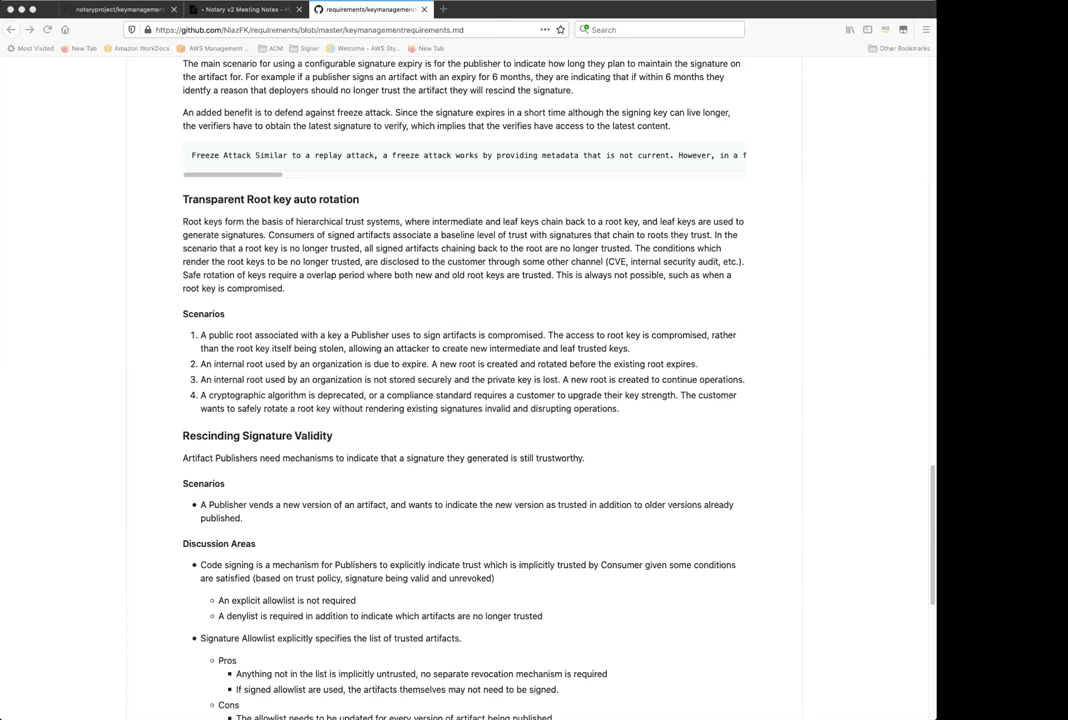 notaryproject/keymanagement
• Notary v2 Meeting Notes - H
requirements/keymanagement
https://github.com/NiazFK/requirements/blob/master/keymanagementrequirements.md
Search
Most Visited
New Tab
Amazon WorkDocs
AWS Management ...
ACM
Signer
Welcome - AWS Sty...
New Tab
Other Bookmarks
The main scenario for using a configurable signature expiry is for the publisher to indicate how long they plan to maintain the signature
on the artifact for. For example if a publisher signs an artifact with an expiry for 6 months, they are indicating that if within 6 months they
identfy a reason that deployers should no longer trust the artifact they will rescind the signature.
An added benefit is to defend against freeze attack. Since the signature expires in a short time although the signing key can live longer,
the verifiers have to obtain the latest signature to verify, which implies that the verifies have access to the latest content.
Freeze Attack Similar to a replay attack, a freeze attack works by providing metadata that is not current. However, in a f
Transparent Root key auto rotation
Root keys form the basis of hierarchical trust systems, where intermediate and leaf keys chain back to a root key, and leaf keys are used to
generate signatures. Consumers of signed artifacts associate a baseline level of trust with signatures that chain to roots they trust. In the
scenario that a root key is no longer trusted, all signed artifacts chaining back to the root are no longer trusted. The conditions which
render the root keys to be no longer trusted, are disclosed to the customer through some other channel (CVE, internal security audit, etc.).
Safe rotation of keys require a overlap period where both new and old root keys are trusted. This is always not possible, such as when a
root key is compromised.
Scenarios
1. A public root associated with a key a Publisher uses to sign artifacts is compromised. The access to root key is compromised, rather
than the root key itself being stolen, allowing an attacker to create new intermediate and leaf trusted keys.
2. An internal root used by an organization is due to expire. A new root is created and rotated before the existing root expires.
3. An internal root used by an organization is not stored securely and the private key is lost. A new root is created to continue operations.
4. A cryptographic algorithm is deprecated, or a compliance standard requires a customer to upgrade their key strength. The customer
wants to safely rotate a root key without rendering existing signatures invalid and disrupting operations.
Rescinding Signature Validity
Artifact Publishers need mechanisms to indicate that a signature they generated is still trustworthy.
Scenarios
• A Publisher vends a new version of an artifact, and wants to indicate the new version as trusted in addition to older versions already
published.
Discussion Areas
• Code signing is a mechanism for Publishers to explicitly indicate trust which is implicitly trusted by Consumer given some conditions
are satisfied (based on trust policy, signature being valid and unrevoked)
◦ An explicit allowlist is not required
◦ A denylist is required in addition to indicate which artifacts are no longer trusted
• Signature Allowlist explicitly specifies the list of trusted artifacts.
◦ Pros
▪ Anything not in the list is implicitly untrusted, no separate revocation mechanism is required
▪ If signed allowlist are used, the artifacts themselves may not need to be signed.
◦ Cons
▪ The allowlist needs to be updated for every version of artifact being published